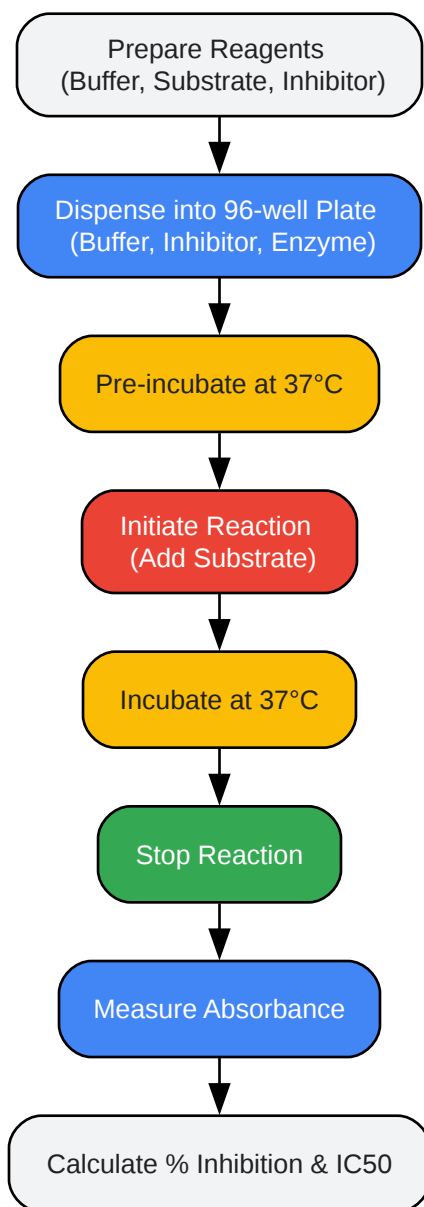 Prepare Reagents
(Buffer, Substrate, Inhibitor)
Dispense into 96-well Plate
(Buffer, Inhibitor, Enzyme)
Pre-incubate at 37°C
Initiate Reaction
(Add Substrate)
Incubate at 37°C
Stop Reaction
Measure Absorbance
Calculate % Inhibition & IC50